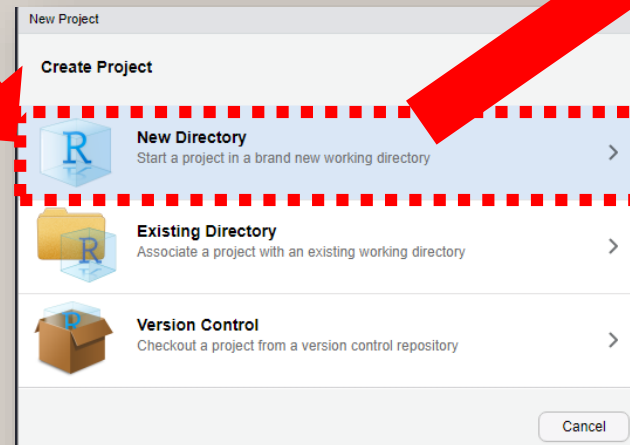 New Project
Create Project
R
New Directory
Start a project in a brand new working directory
R
Existing Directory
Associate a project with an existing working directory
R
Version Control
Checkout a project from a version control repository
Cancel